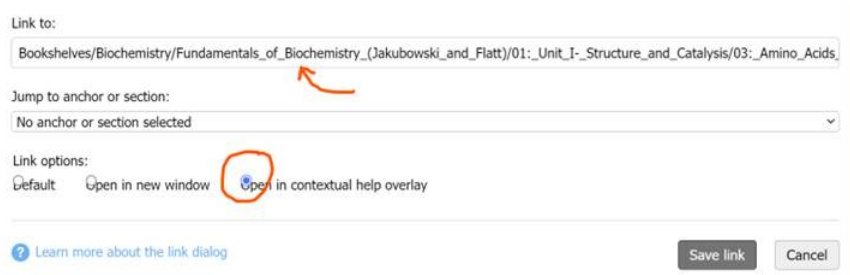 Link to:
Bookshelves/Biochemistry/Fundamentals_of_Biochemistry_(Jakubowski_and_Flatt)/01:_Unit_I-_Structure_and_Catalysis/03:_Amino_Acids_
Jump to anchor or section:
No anchor or section selected
Link options:
Default Open in new window Open in contextual help overlay
? Learn more about the link dialog
Save link Cancel